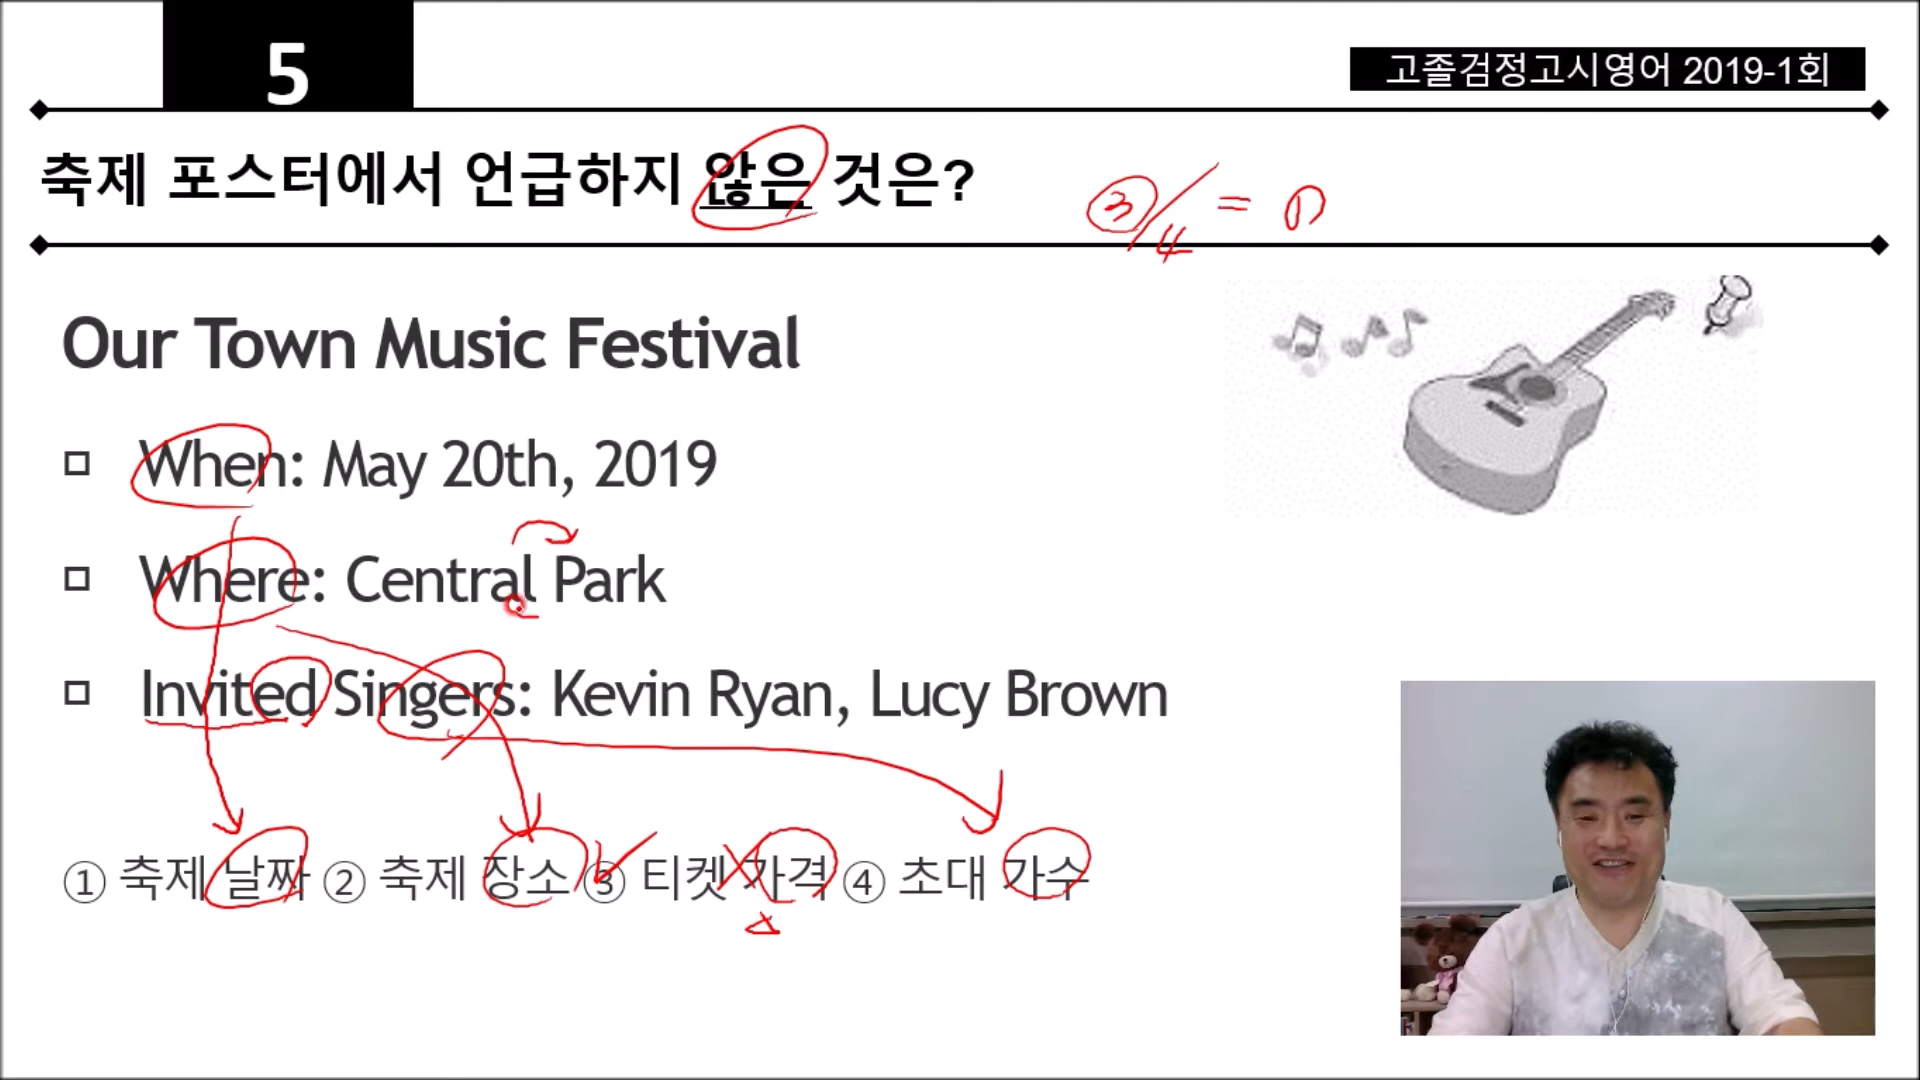 5
고졸검정고시영어 2019-1회
축제 포스터에서 언급하지 않은 것은?
③/4 = ①
Our Town Music Festival
When: May 20th, 2019
Where: Central Park
Invited Singers: Kevin Ryan, Lucy Brown
① 축제 날짜 ② 축제 장소 ③ 티켓 가격 ④ 초대 가수